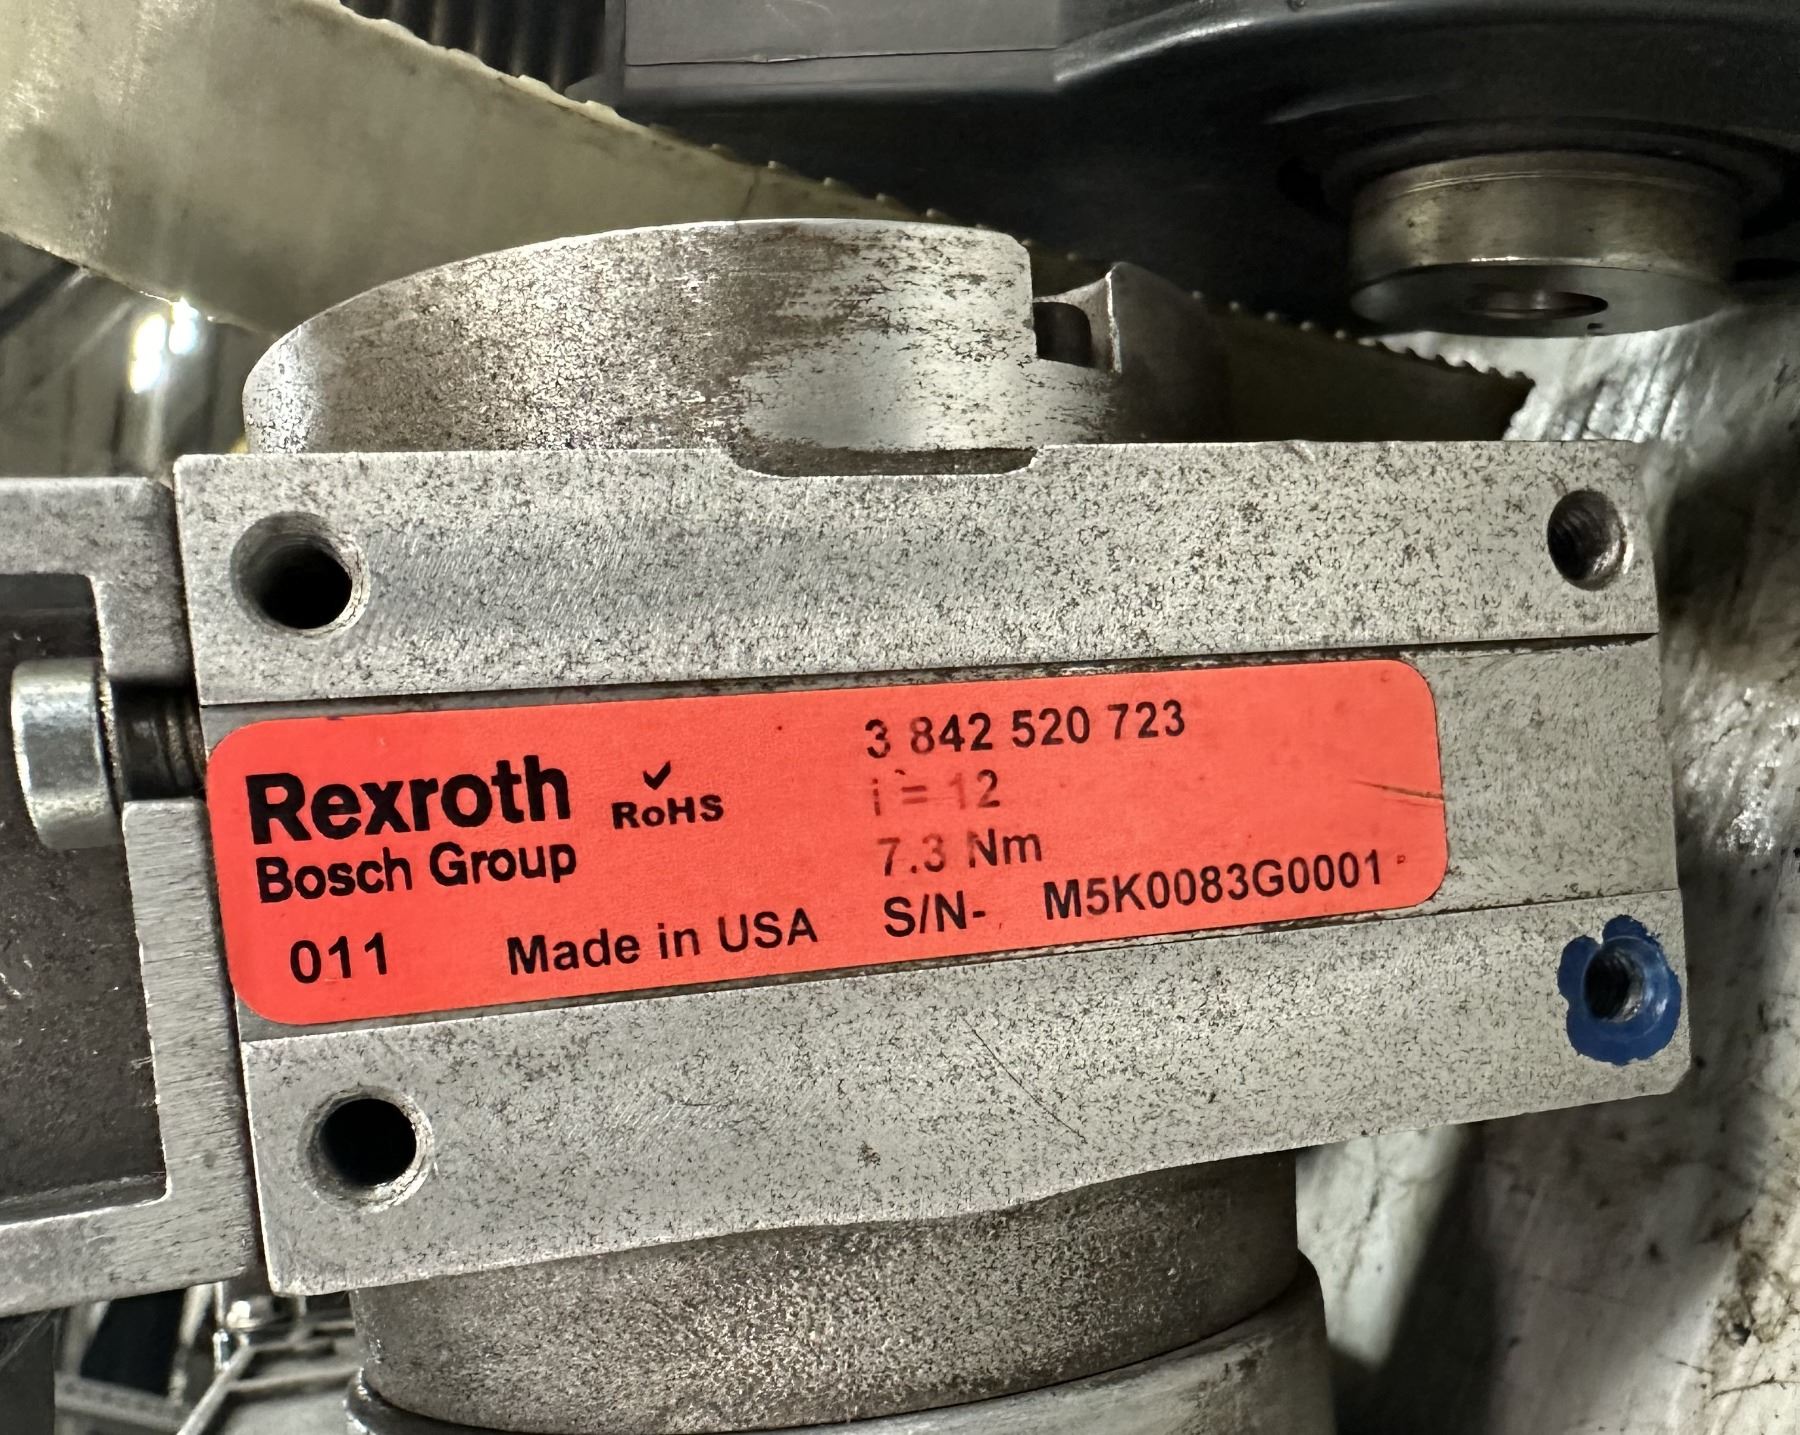 Rexroth
Bosch Group
✓
RoHS
3 842 520 723
i = 12
7.3 Nm
011 Made in USA S/N- M5K0083G0001